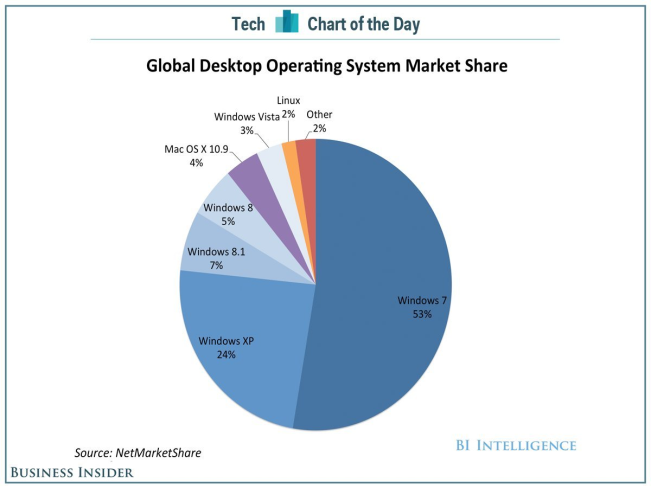 Tech Chart of the Day
Global Desktop Operating System Market Share
Linux
2%
Other
2%
Windows Vista
3%
Mac OS X 10.9
4%
Windows 8
5%
Windows 8.1
7%
Windows 7
53%
Windows XP
24%
Source: NetMarketShare
BI INTELLIGENCE
BUSINESS INSIDER